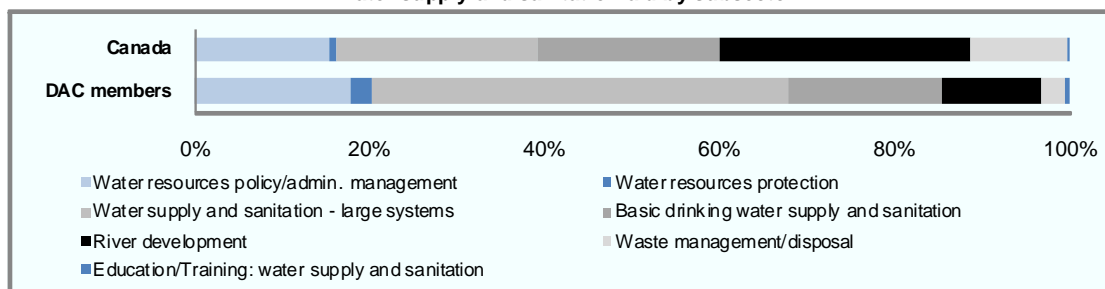 Canada
DAC members
0% 20% 40% 60% 80% 100%
Water resources policy/admin. management Water resources protection
Water supply and sanitation - large systems Basic drinking water supply and sanitation
River development Waste management/disposal
Education/Training: water supply and sanitation